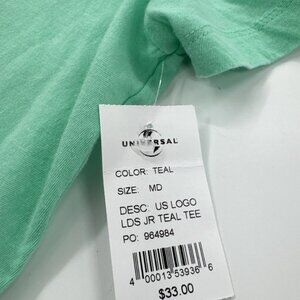 UNIVERSAL
COLOR: TEAL
SIZE: MD
DESC: US LOGO
LDS JR TEAL TEE
PO: 964984
4 00013 53936 6
$33.00